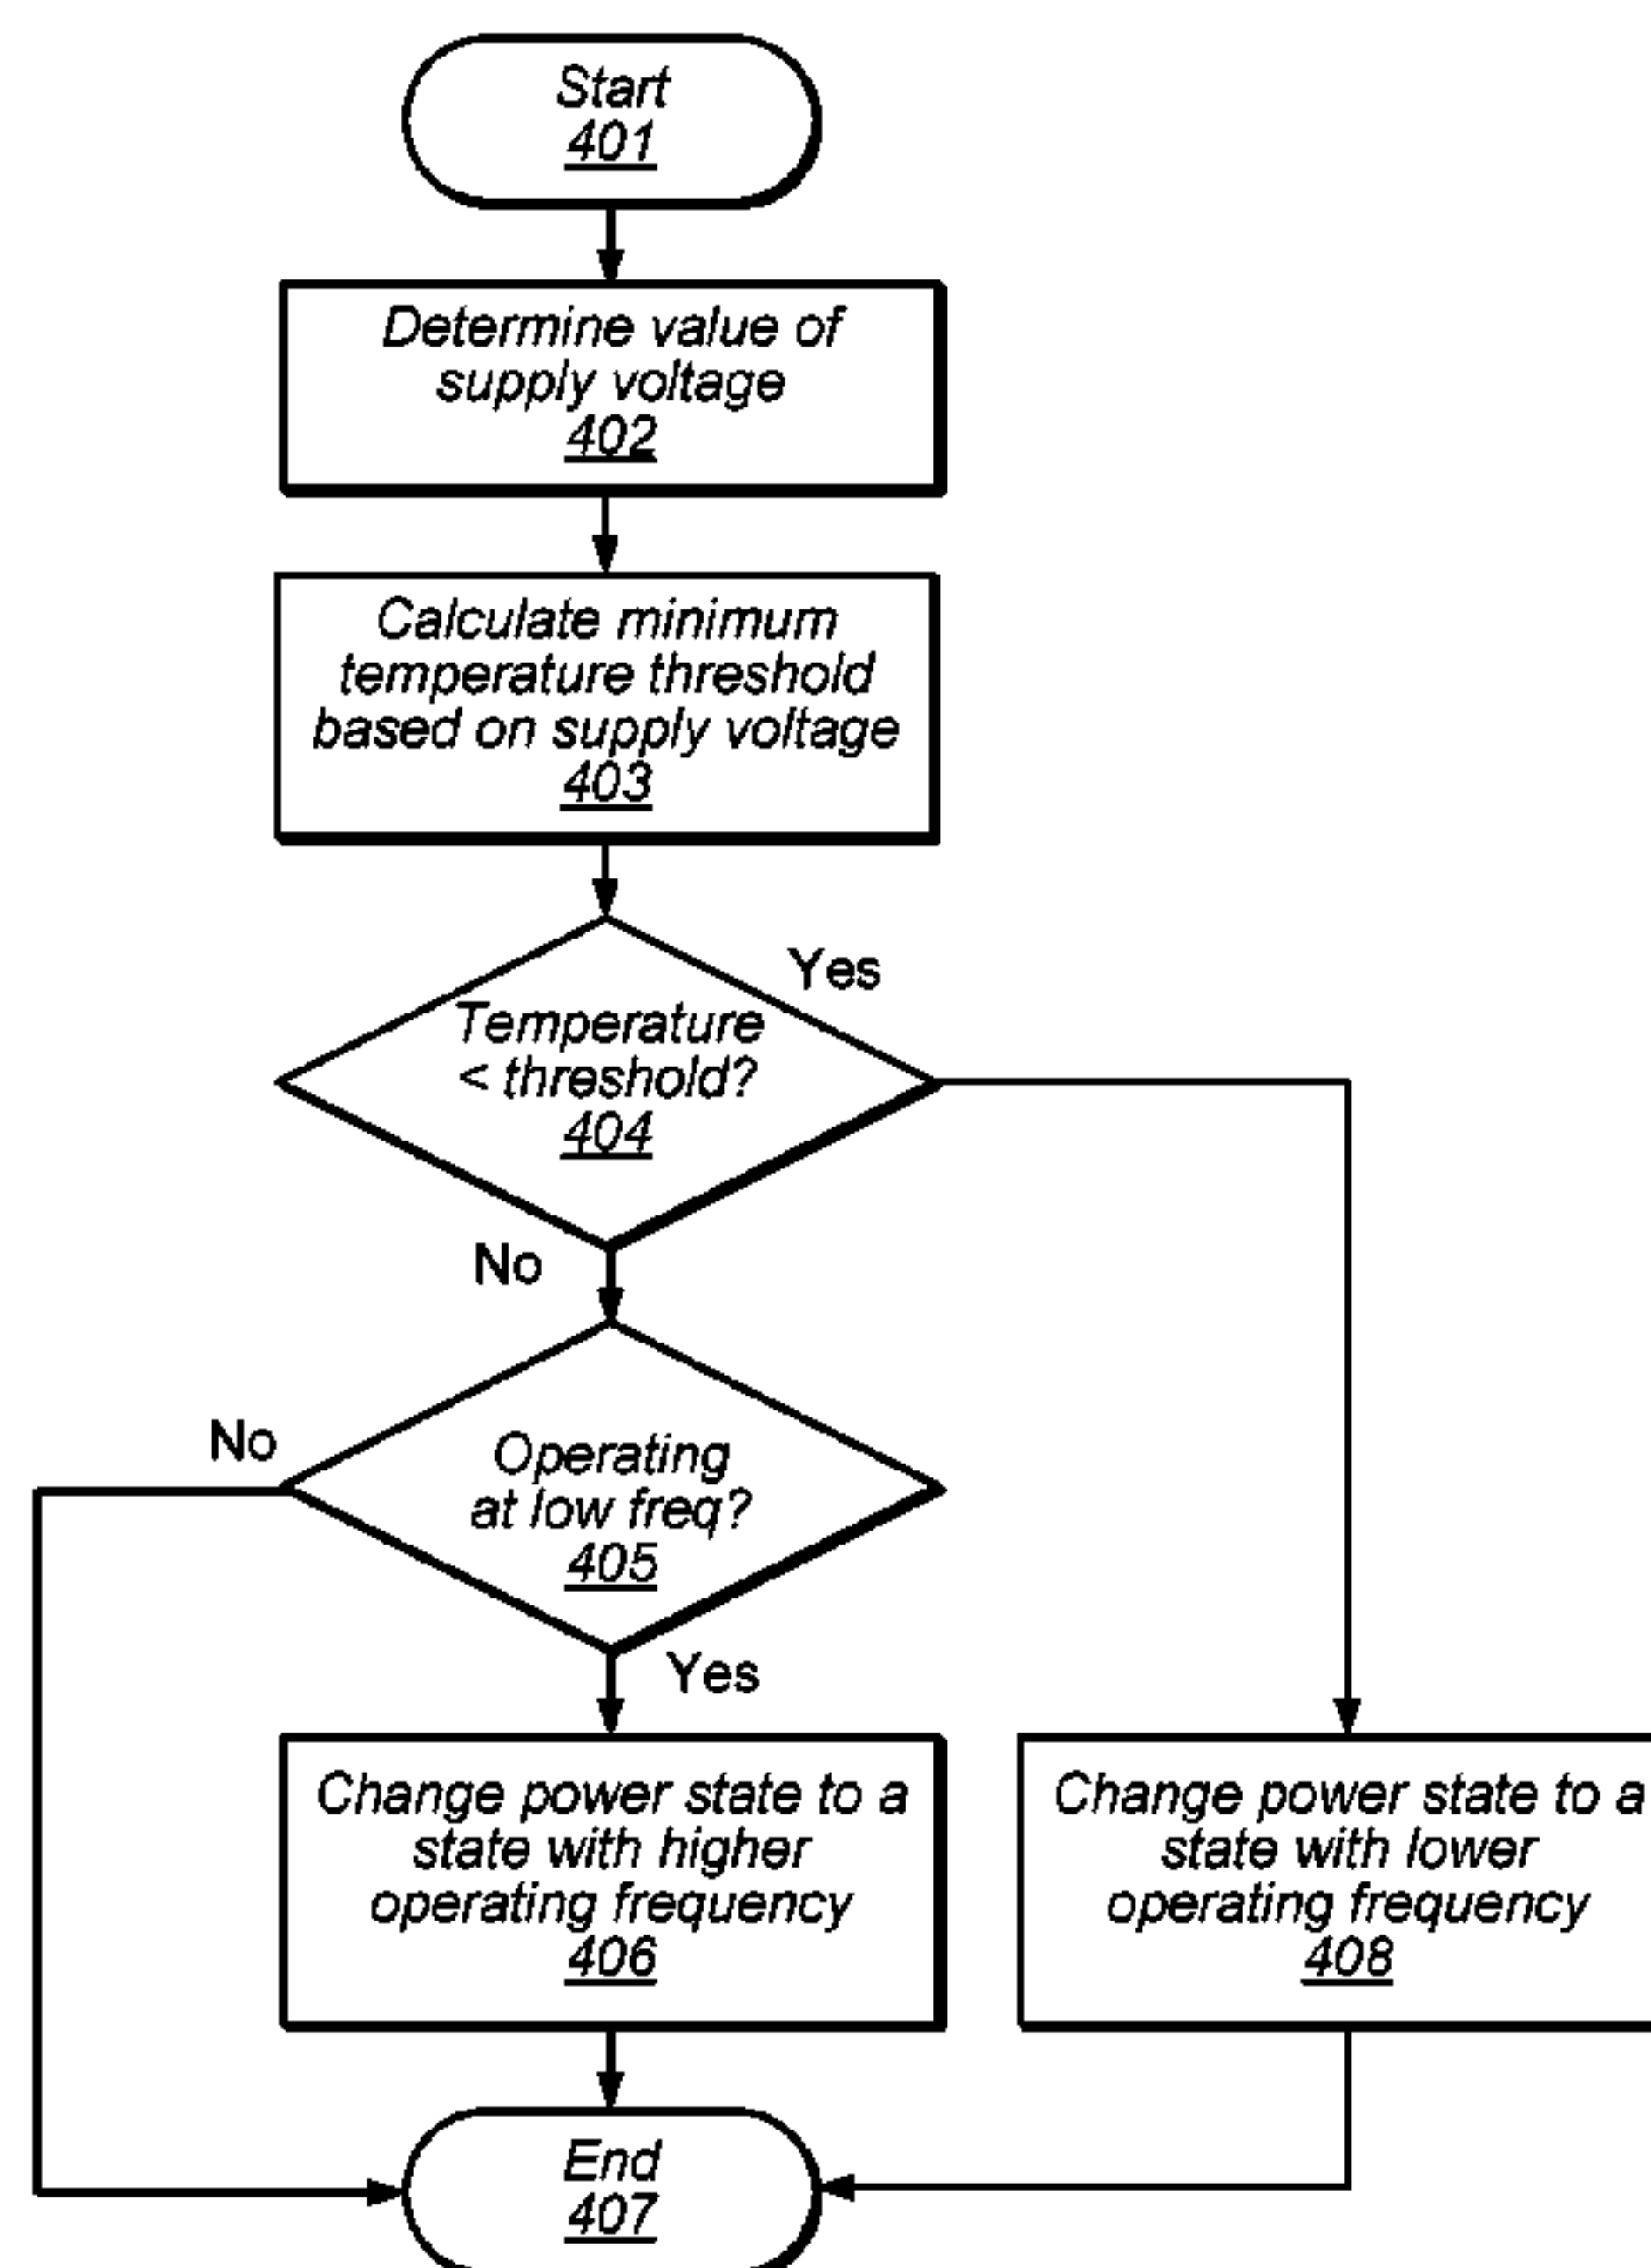 Start
401
Determine value of
supply voltage
402
Calculate minimum
temperature threshold
based on supply voltage
403
Yes
Temperature
< threshold?
404
No
No
Operating
at low freq?
405
Yes
Change power state to a
state with higher
operating frequency
406
Change power state to a
state with lower
operating frequency
408
End
407